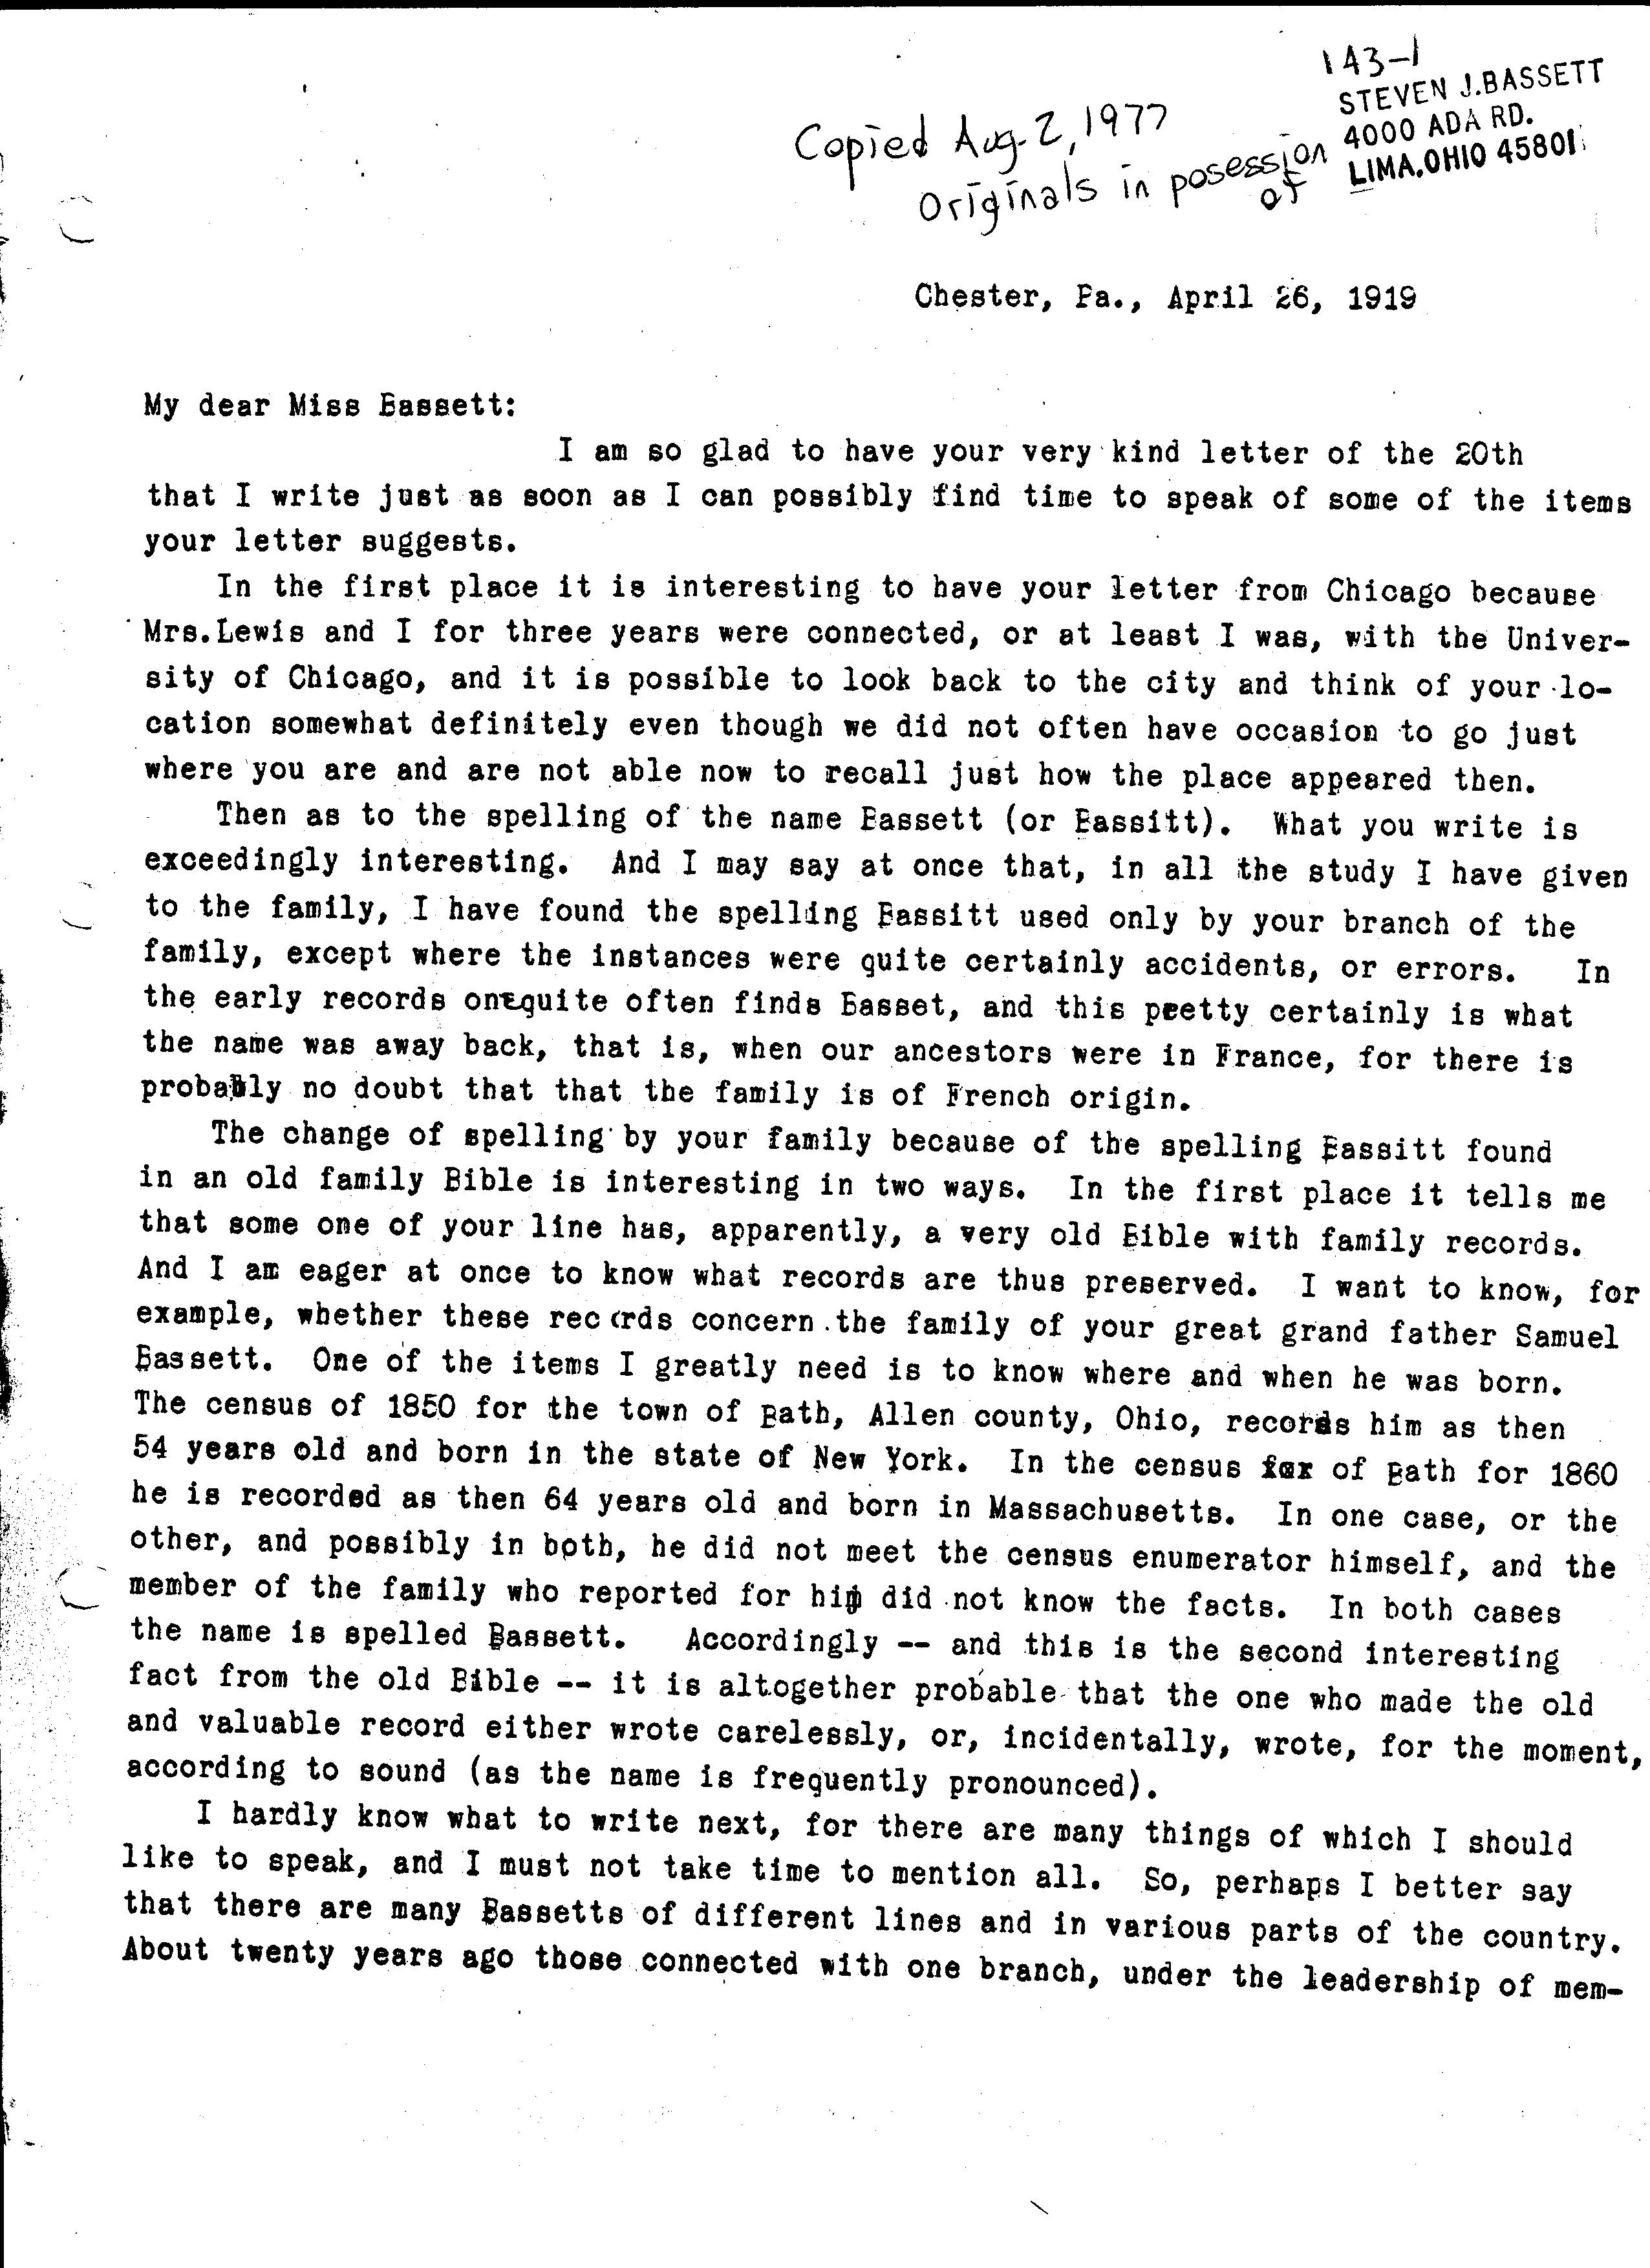 143-1
STEVEN J.BASSETT
4000 ADA RD.
LIMA.OHIO 45801
Copied Aug. 2, 1977
Originals in posession
of
Chester, Pa., April 26, 1919
My dear Miss Bassett:
I am so glad to have your very kind letter of the 20th
that I write just as soon as I can possibly find time to speak of some of the items
your letter suggests.
In the first place it is interesting to have your letter from Chicago because
Mrs.Lewis and I for three years were connected, or at least I was, with the Univer-
sity of Chicago, and it is possible to look back to the city and think of your lo-
cation somewhat definitely even though we did not often have occasion to go just
where you are and are not able now to recall just how the place appeared then.
Then as to the spelling of the name Bassett (or Bassitt). What you write is
exceedingly interesting. And I may say at once that, in all the study I have given
to the family, I have found the spelling Bassitt used only by your branch of the
family, except where the instances were quite certainly accidents, or errors. In
the early records one quite often finds Basset, and this pretty certainly is what
the name was away back, that is, when our ancestors were in France, for there is
probably no doubt that that the family is of French origin.
The change of spelling by your family because of the spelling Bassitt found
in an old family Bible is interesting in two ways. In the first place it tells me
that some one of your line has, apparently, a very old Bible with family records.
And I am eager at once to know what records are thus preserved. I want to know, for
example, whether these records concern the family of your great grand father Samuel
Bassett. One of the items I greatly need is to know where and when he was born.
The census of 1850 for the town of Bath, Allen county, Ohio, records him as then
54 years old and born in the state of New York. In the census fox of Bath for 1860
he is recorded as then 64 years old and born in Massachusetts. In one case, or the
other, and possibly in both, he did not meet the census enumerator himself, and the
member of the family who reported for him did not know the facts. In both cases
the name is spelled Bassett. Accordingly -- and this is the second interesting
fact from the old Bible -- it is altogether probable that the one who made the old
and valuable record either wrote carelessly, or, incidentally, wrote, for the moment,
according to sound (as the name is frequently pronounced).
I hardly know what to write next, for there are many things of which I should
like to speak, and I must not take time to mention all. So, perhaps I better say
that there are many Bassetts of different lines and in various parts of the country.
About twenty years ago those connected with one branch, under the leadership of mem-